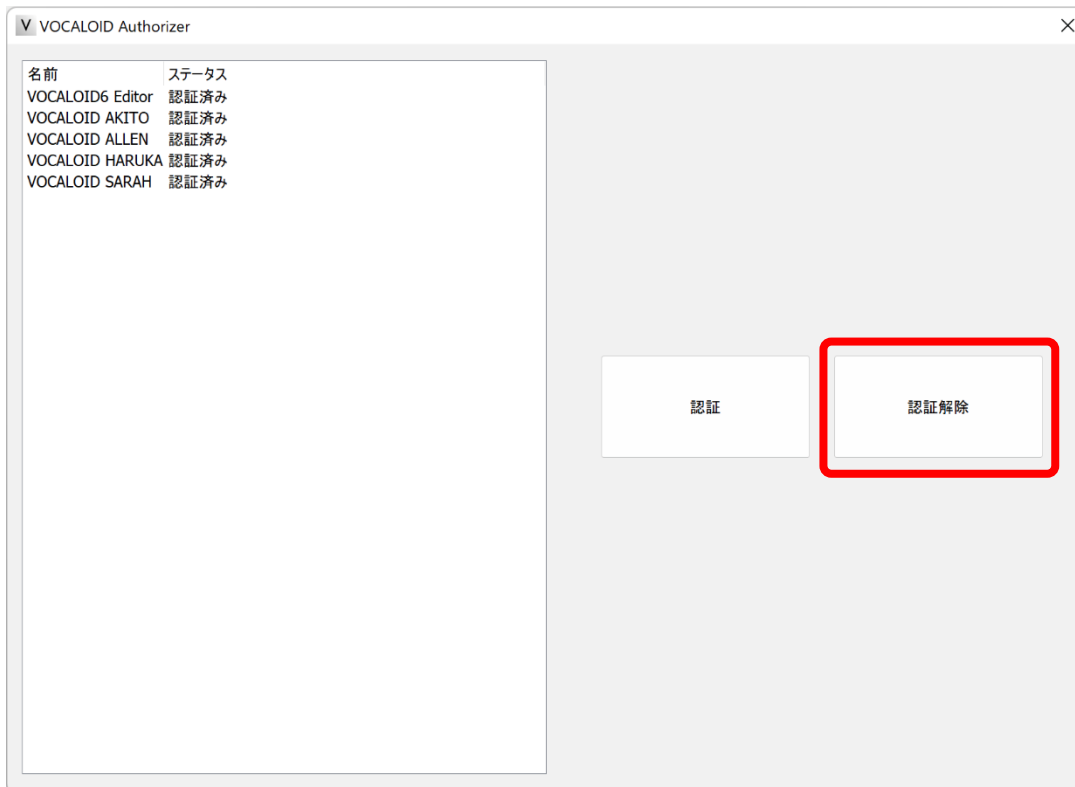 V VOCALOID Authorizer
名前 ステータス
VOCALOID6 Editor 認証済み
VOCALOID AKITO 認証済み
VOCALOID ALLEN 認証済み
VOCALOID HARUKA 認証済み
VOCALOID SARAH 認証済み
認証 認証解除